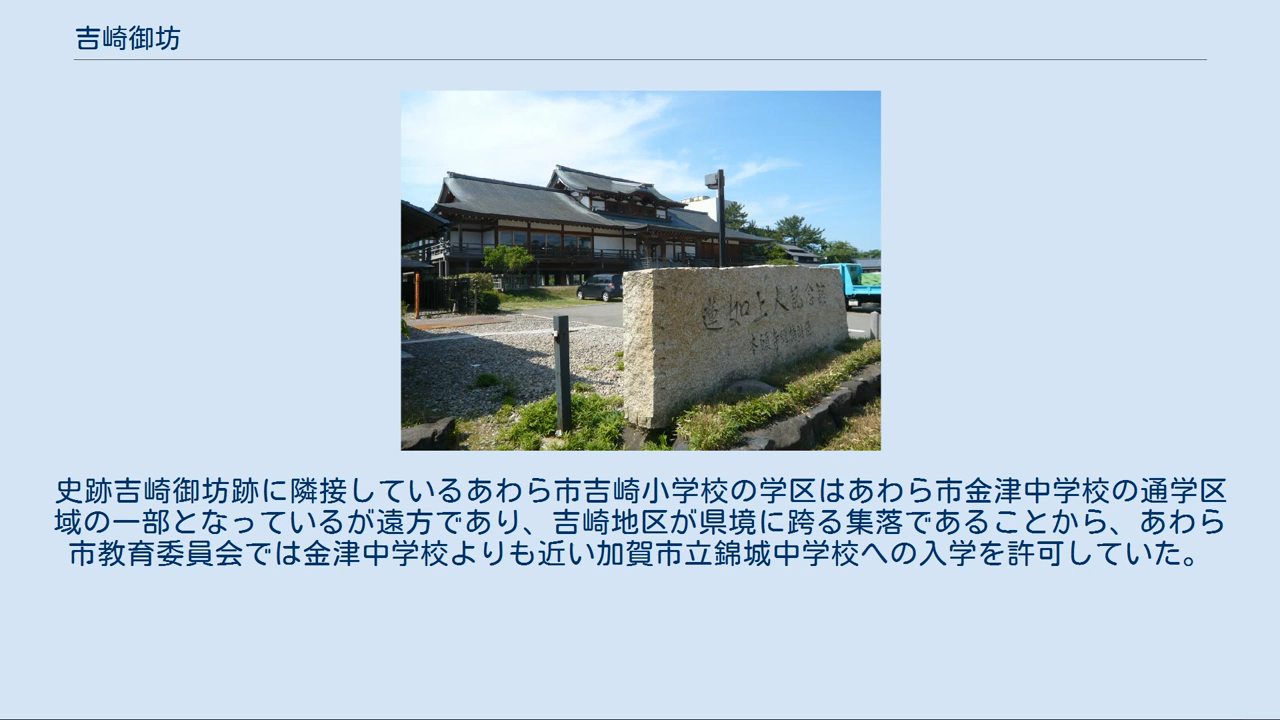 吉崎御坊
蓮如上人記念館
史跡吉崎御坊跡に隣接しているあわら市吉崎小学校の学区はあわら市金津中学校の通学区
域の一部となっているが遠方であり、吉崎地区が県境に跨る集落であることから、あわら
市教育委員会では金津中学校よりも近い加賀市立錦城中学校への入学を許可していた。